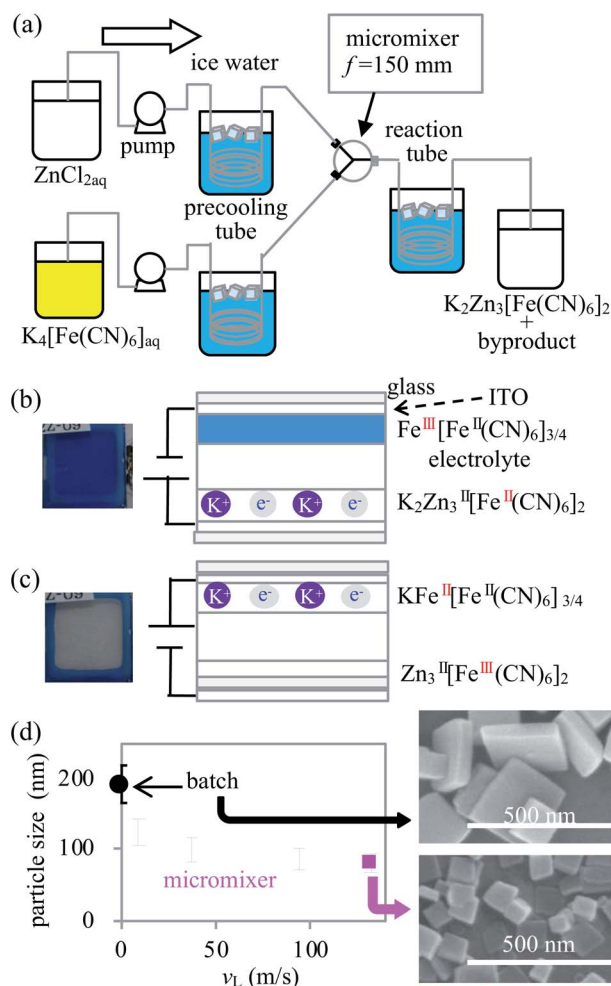 (a)
ice water
micromixer
f =150 mm
pump
reaction
tube
ZnCl2aq
precooling
tube
K4[Fe(CN)6]aq
K2Zn3[Fe(CN)6]2
+
byproduct
(b)
glass
ITO
FeIII[FeII(CN)6]3/4
electrolyte
K+ e- K+ e-
K2Zn3II[FeII(CN)6]2
ZZ-09
(c)
K+ e- K+ e-
KFeII[FeII(CN)6] 3/4
ZZ-09
Zn3II[FeIII(CN)6]2
(d)
particle size (nm)
200
batch
100
micromixer
0
0 50 100
vL (m/s)
500 nm
500 nm